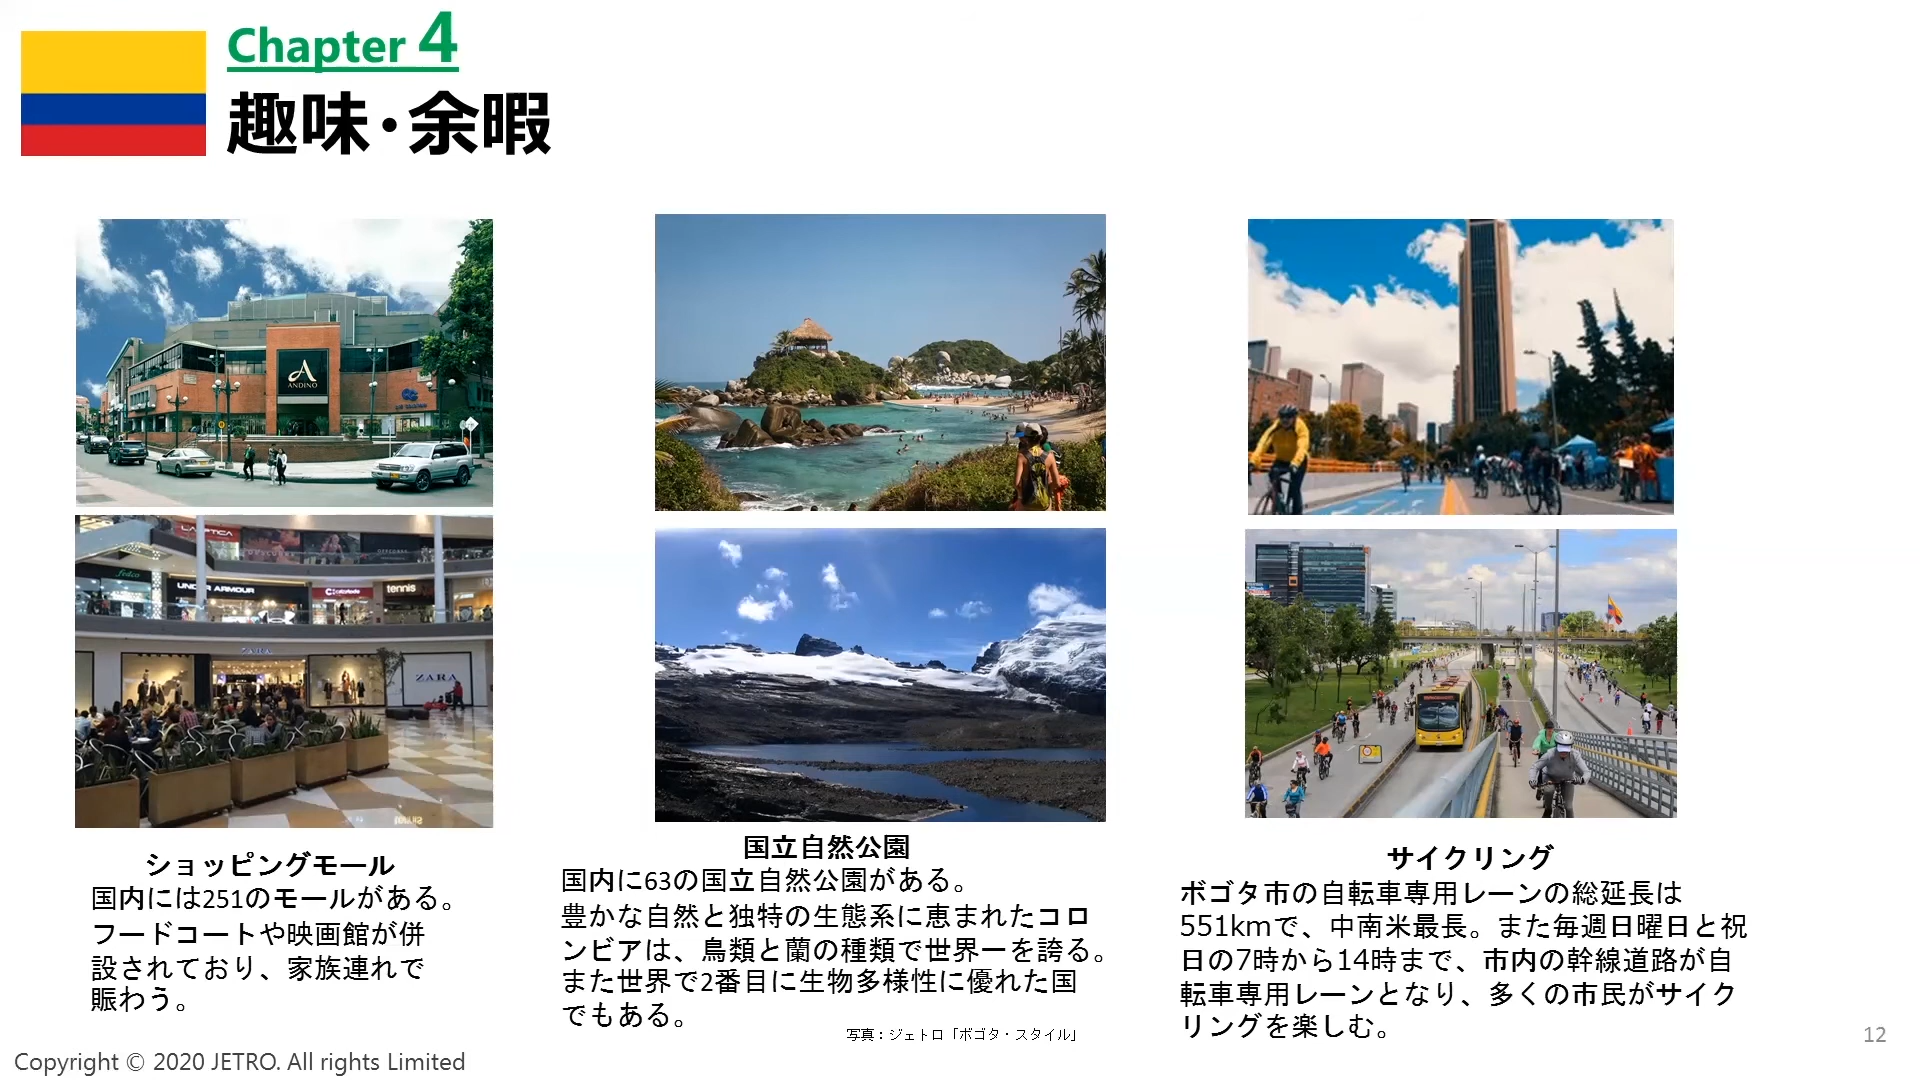 Chapter 4
趣味・余暇
A
ANDINO
fedco
UNDER ARMOUR
tennis
ZARA
ZARA
ショッピングモール
国内には251のモールがある。
フードコートや映画館が併
設されており、家族連れで
賑わう。
国立自然公園
国内に63の国立自然公園がある。
豊かな自然と独特の生態系に恵まれたコロ
ンビアは、鳥類と蘭の種類で世界一を誇る。
また世界で2番目に生物多様性に優れた国
でもある。
写真：ジェトロ「ボゴタ・スタイル」
サイクリング
ボゴタ市の自転車専用レーンの総延長は
551kmで、中南米最長。また毎週日曜日と祝
日の7時から14時まで、市内の幹線道路が自
転車専用レーンとなり、多くの市民がサイク
リングを楽しむ。
Copyright © 2020 JETRO. All rights Limited
12